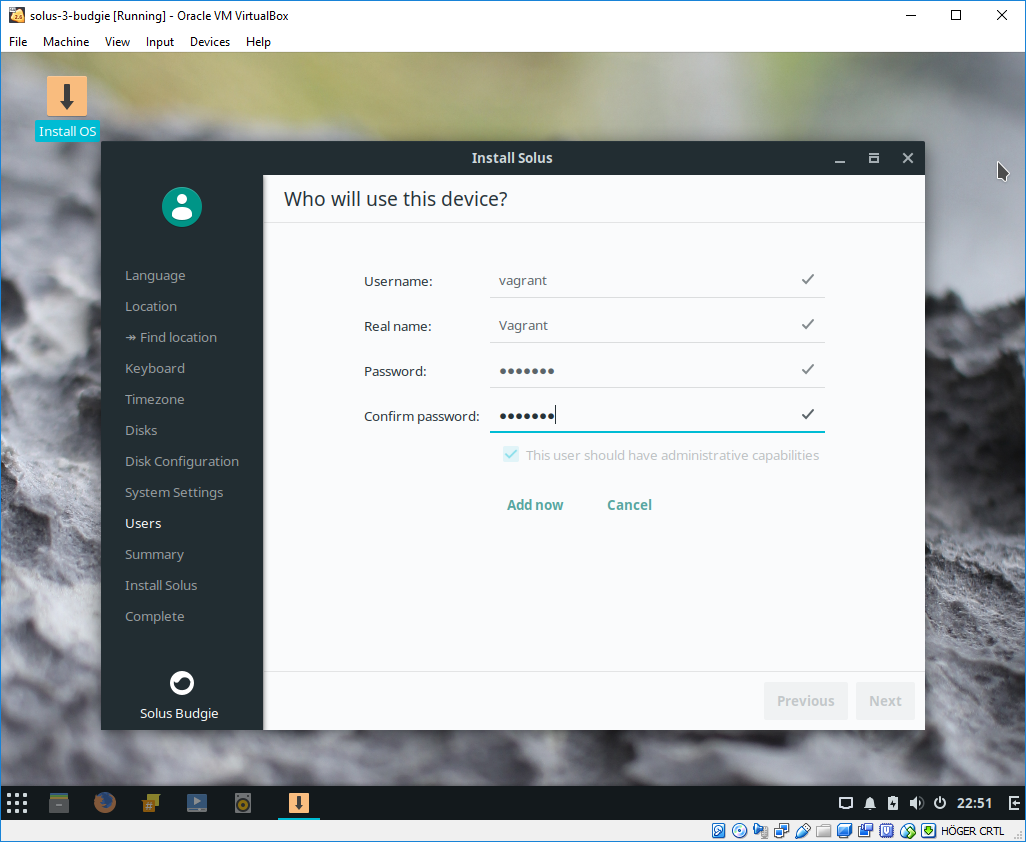 solus-3-budgie [Running] - Oracle VM VirtualBox
File Machine View Input Devices Help
Install OS
Install Solus
Who will use this device?
Language
Location
↠ Find location
Keyboard
Timezone
Disks
Disk Configuration
System Settings
Users
Summary
Install Solus
Complete
Solus Budgie
Username: vagrant
Real name: Vagrant
Password: ●●●●●●●
Confirm password: ●●●●●●●
This user should have administrative capabilities
Add now Cancel
Previous Next
22:51
HÖGER CRTL